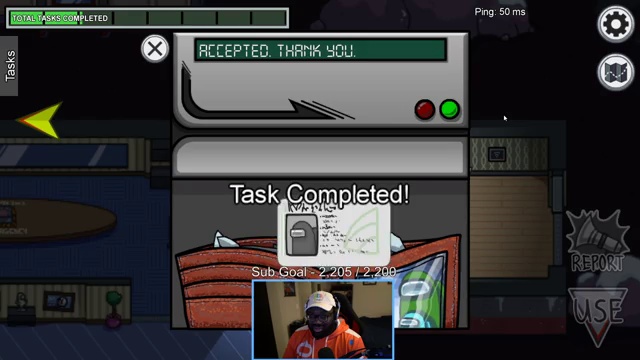 TOTAL TASKS COMPLETED
Ping: 50 ms
ACCEPTED. THANK YOU.
Tasks
Task Completed!
Sub Goal - 2,205 / 2,200
REPORT
USE